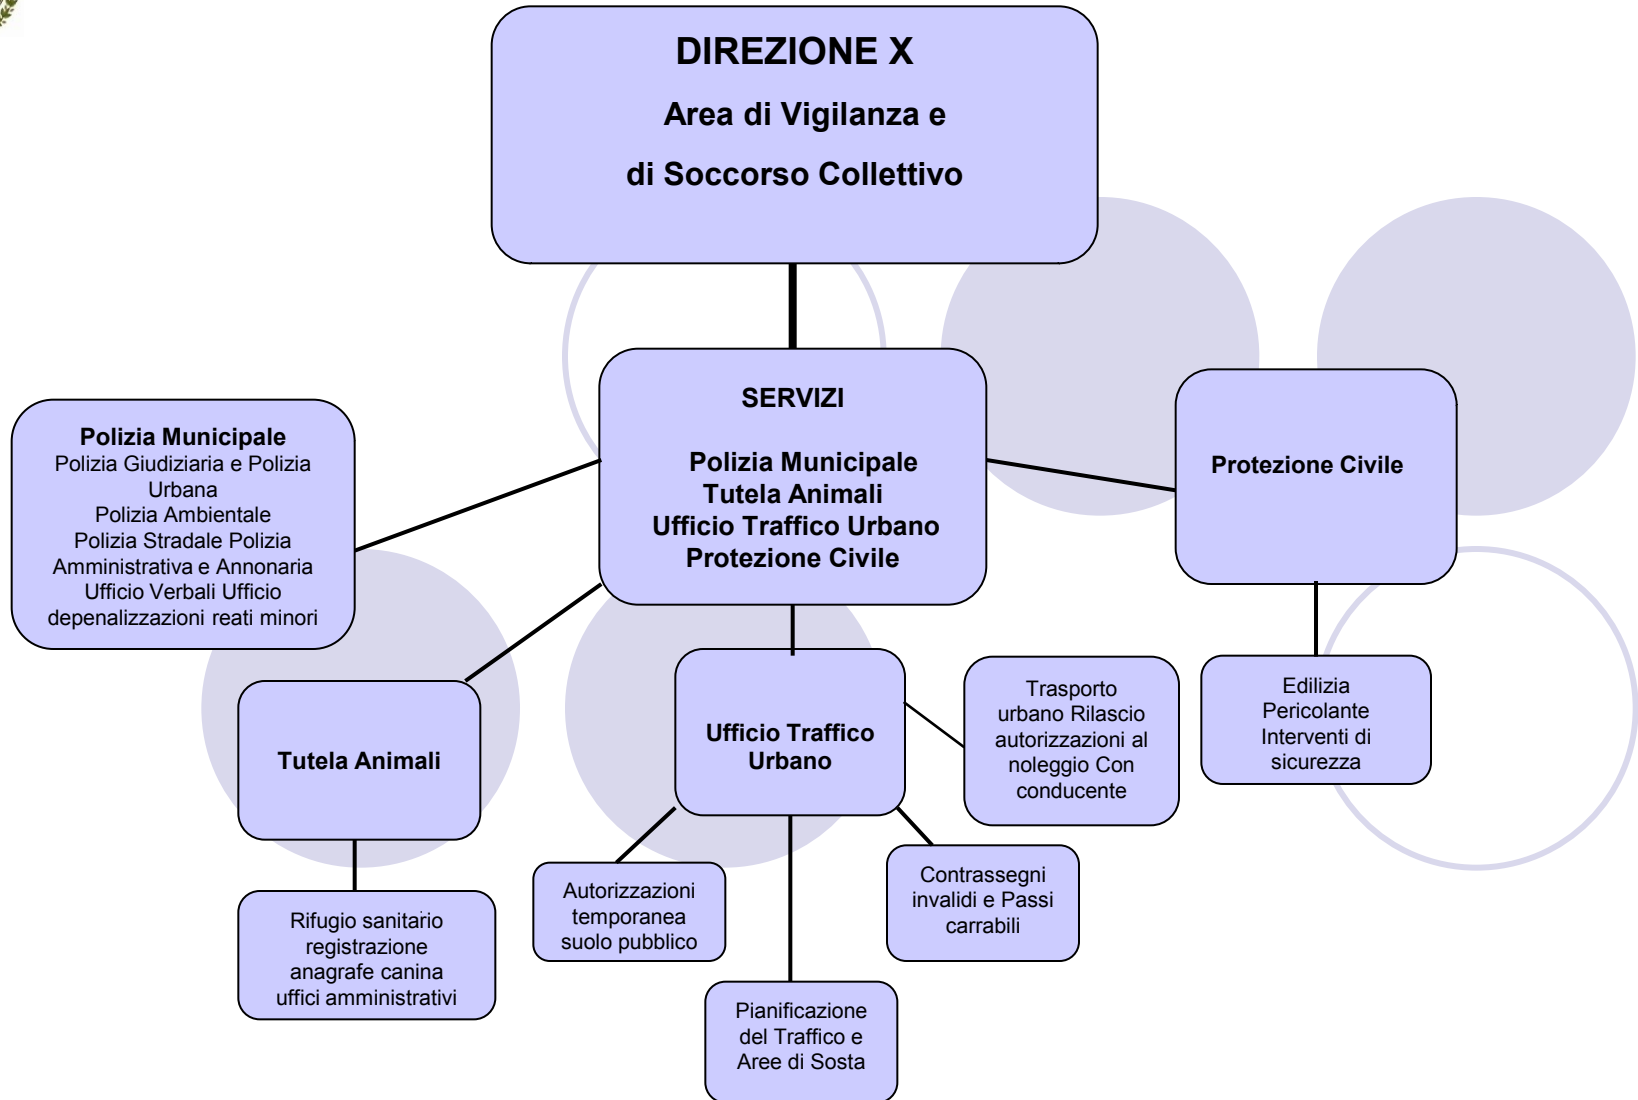 DIREZIONE X
Area di Vigilanza e
di Soccorso Collettivo
SERVIZI
Polizia Municipale
Tutela Animali
Ufficio Traffico Urbano
Protezione Civile
Polizia Municipale
Polizia Giudiziaria e Polizia
Urbana
Polizia Ambientale
Polizia Stradale Polizia
Amministrativa e Annonaria
Ufficio Verbali Ufficio
depenalizzazioni reati minori
Protezione Civile
Tutela Animali
Ufficio Traffico
Urbano
Trasporto
urbano Rilascio
autorizzazioni al
noleggio Con
conducente
Edilizia
Pericolante
Interventi di
sicurezza
Rifugio sanitario
registrazione
anagrafe canina
uffici amministrativi
Autorizzazioni
temporanea
suolo pubblico
Contrassegni
invalidi e Passi
carrabili
Pianificazione
del Traffico e
Aree di Sosta